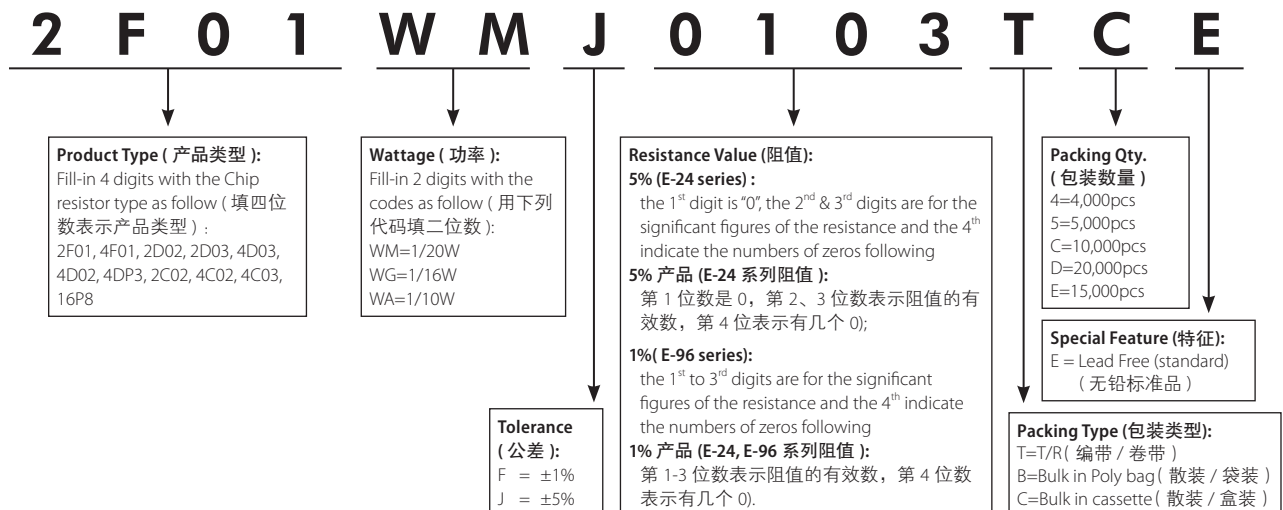 2F01 WM J 0103 T C E
Product Type ( 产品类型 ):
Fill-in 4 digits with the Chip
resistor type as follow ( 填四位
数表示产品类型 ) :
2F01, 4F01, 2D02, 2D03, 4D03,
4D02, 4DP3, 2C02, 4C02, 4C03,
16P8
Wattage ( 功率 ):
Fill-in 2 digits with the
codes as follow ( 用下列
代码填二位数 ):
WM=1/20W
WG=1/16W
WA=1/10W
Tolerance
( 公差 ):
F = ±1%
J = ±5%
Resistance Value (阻值):
5% (E-24 series) :
the 1st digit is "0", the 2nd & 3rd digits are for the
significant figures of the resistance and the 4th
indicate the numbers of zeros following
5% 产品 (E-24 系列阻值 ):
第 1 位数是 0，第 2、3 位数表示阻值的有
效数，第 4 位表示有几个 0);
1%( E-96 series):
the 1st to 3rd digits are for the significant
figures of the resistance and the 4th indicate
the numbers of zeros following
1% 产品 (E-24, E-96 系列阻值 ):
第 1-3 位数表示阻值的有效数，第 4 位数
表示有几个 0).
Packing Qty.
( 包装数量 )
4=4,000pcs
5=5,000pcs
C=10,000pcs
D=20,000pcs
E=15,000pcs
Special Feature (特征):
E = Lead Free (standard)
( 无铅标准品 )
Packing Type (包装类型):
T=T/R( 编带 / 卷带 )
B=Bulk in Poly bag( 散装 / 袋装 )
C=Bulk in cassette( 散装 / 盒装 )